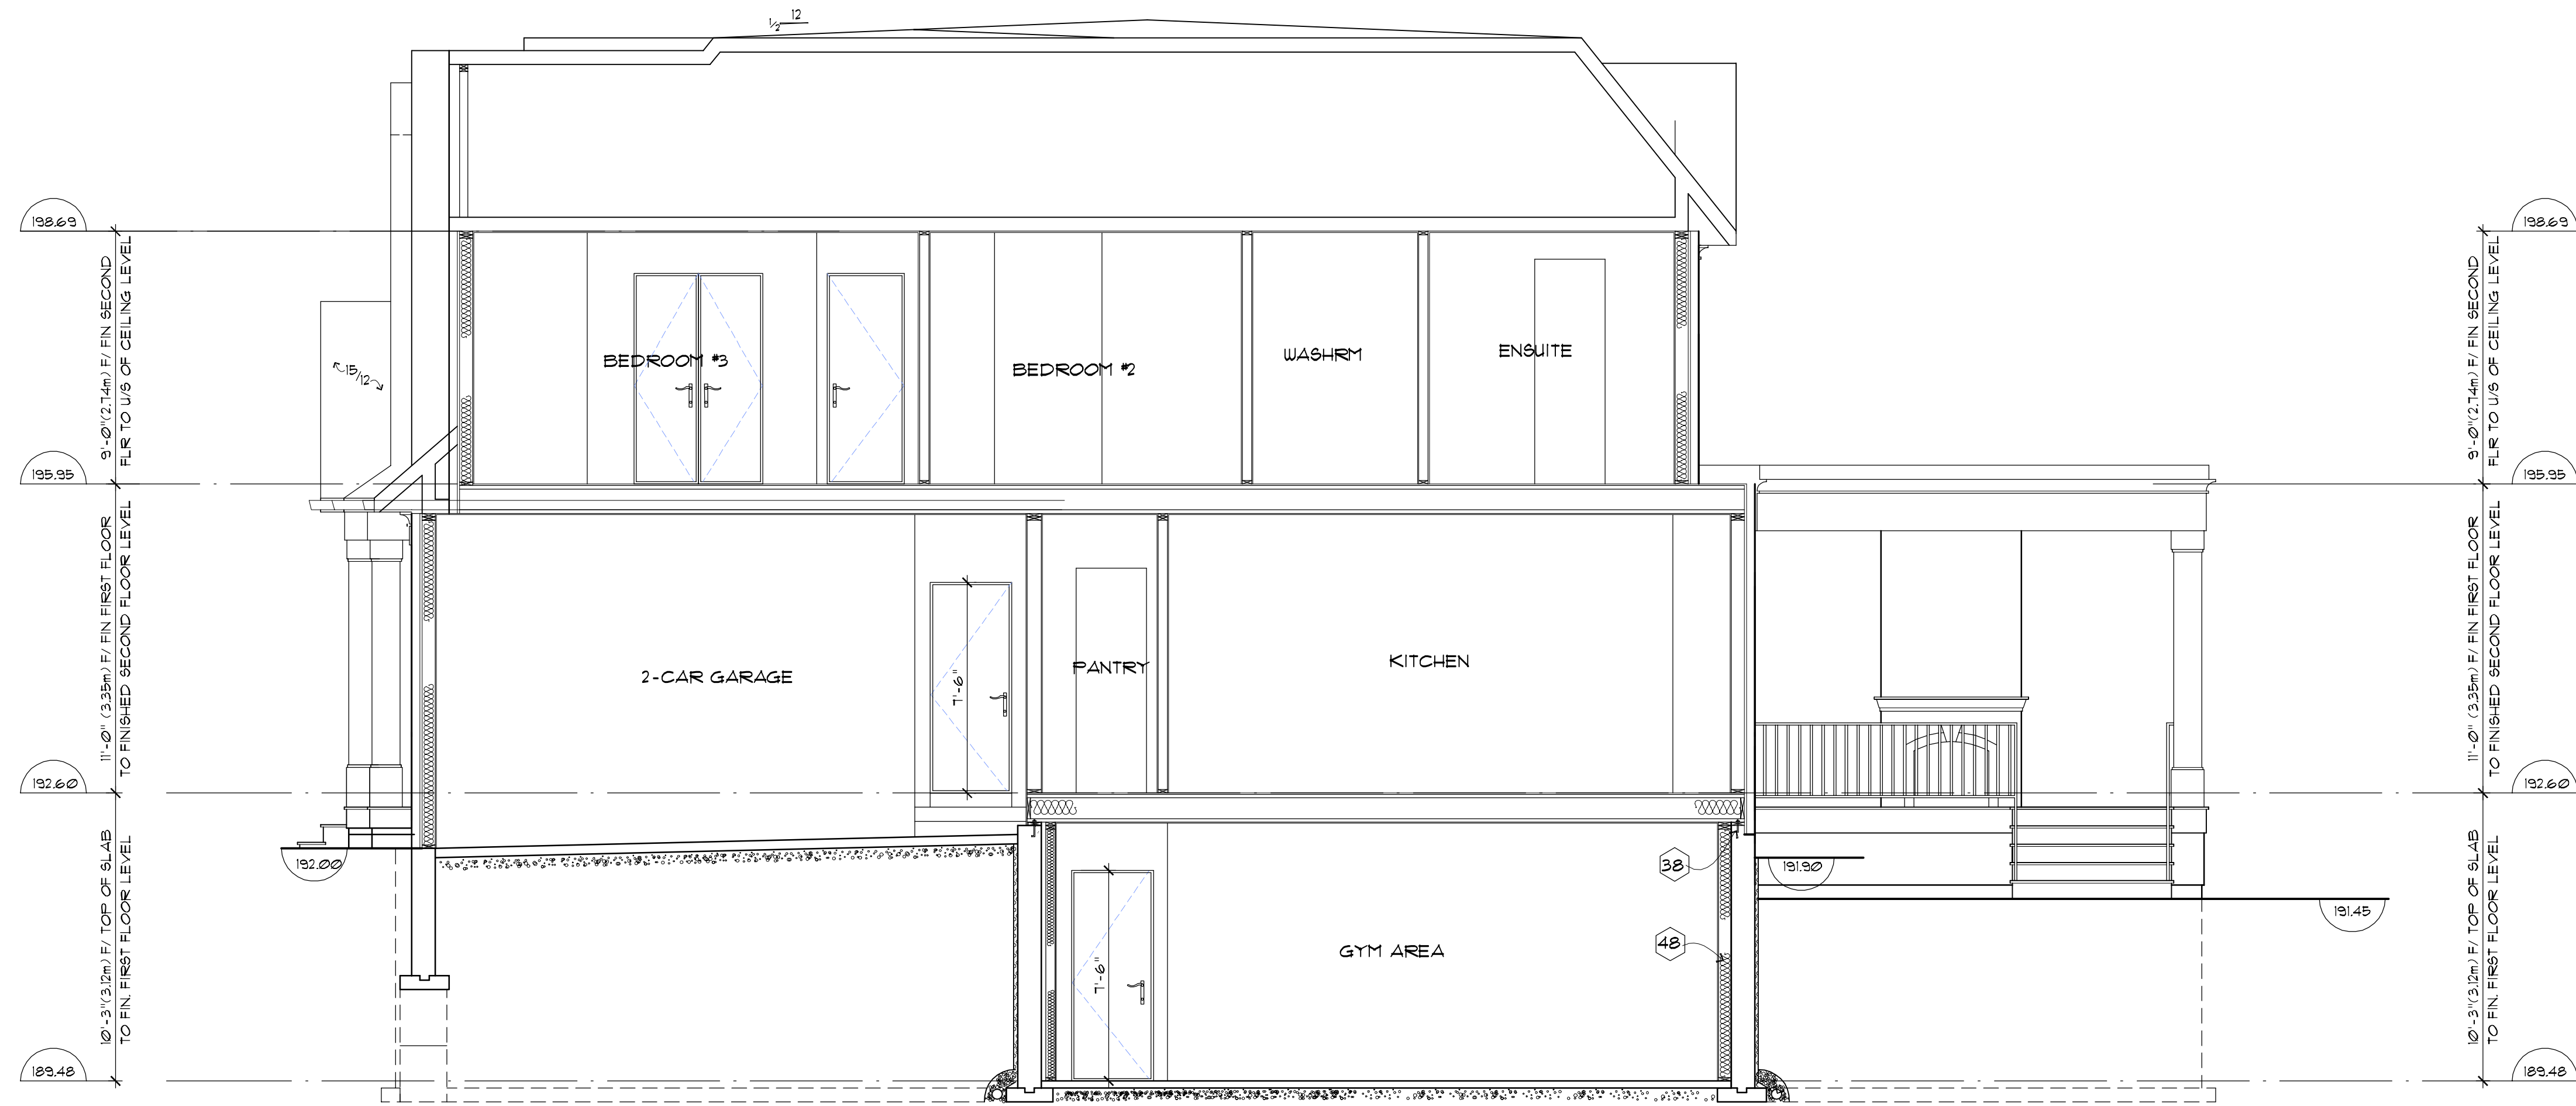 1/2 12
198.69
198.69
9'-0"(2.74m) F/ FIN SECOND
FLR TO U/S OF CEILING LEVEL
9'-0"(2.74m) F/ FIN SECOND
FLR TO U/S OF CEILING LEVEL
15/12
BEDROOM #3
BEDROOM #2
WASHRM
ENSUITE
195.95
195.95
11'-0" (3.35m) F/ FIN FIRST FLOOR
TO FINISHED SECOND FLOOR LEVEL
11'-0" (3.35m) F/ FIN FIRST FLOOR
TO FINISHED SECOND FLOOR LEVEL
2-CAR GARAGE
7'-6"
PANTRY
KITCHEN
192.60
192.60
192.00
38
191.90
191.45
10'-3"(3.12m) F/ TOP OF SLAB
TO FIN. FIRST FLOOR LEVEL
10'-3"(3.12m) F/ TOP OF SLAB
TO FIN. FIRST FLOOR LEVEL
7'-6"
GYM AREA
48
189.48
189.48